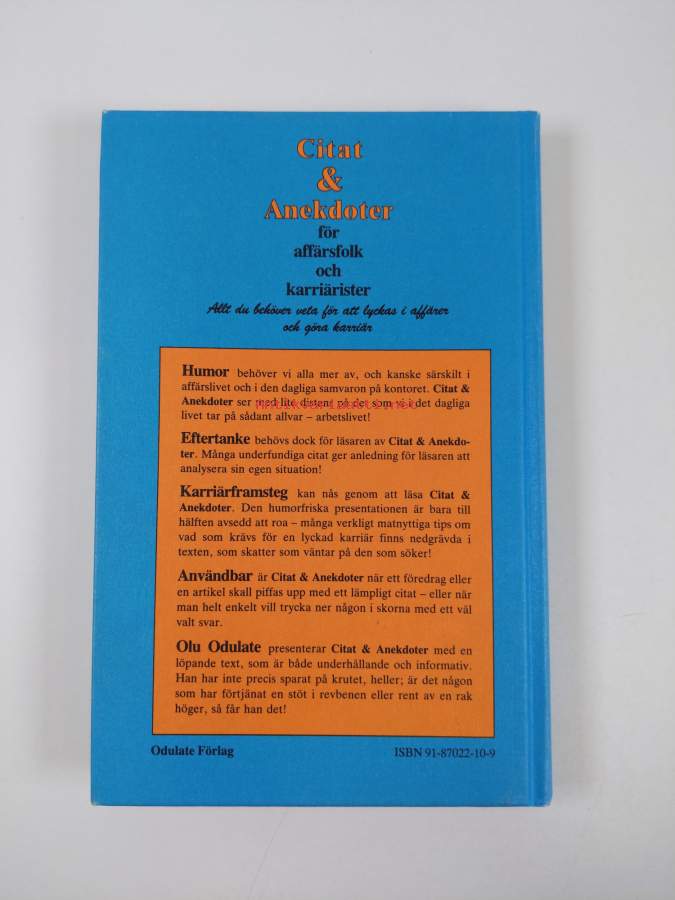 Citat
&
Anekdoter
för
affärsfolk
och
karriärister
Allt du behöver veta för att lyckas i affärer
och göra karriär
Humor behöver vi alla mer av, och kanske särskilt i
affärslivet och i den dagliga samvaron på kontoret. Citat &
Anekdoter ser med lite distens på det som vi i det dagliga
livet tar på sådant allvar – arbetslivet!
Eftertanke behövs dock för läsaren av Citat & Anekdo-
ter. Många underfundiga citat ger anledning för läsaren att
analysera sin egen situation!
Karriärframsteg kan nås genom att läsa Citat &
Anekdoter. Den humorfriska presentationen är bara till
hälften avsedd att roa – många verkligt matnyttiga tips om
vad som krävs för en lyckad karriär finns nedgrävda i
texten, som skatter som väntar på den som söker!
Användbar är Citat & Anekdoter när ett föredrag eller
en artikel skall piffas upp med ett lämpligt citat – eller när
man helt enkelt vill trycka ner någon i skorna med ett väl
valt svar.
Olu Odulate presenterar Citat & Anekdoter med en
löpande text, som är både underhållande och informativ.
Han har inte precis sparat på krutet, heller; är det någon
som har förtjänat en stöt i revbenen eller rent av en rak
höger, så får han det!
Odulate Förlag
ISBN 91-87022-10-9